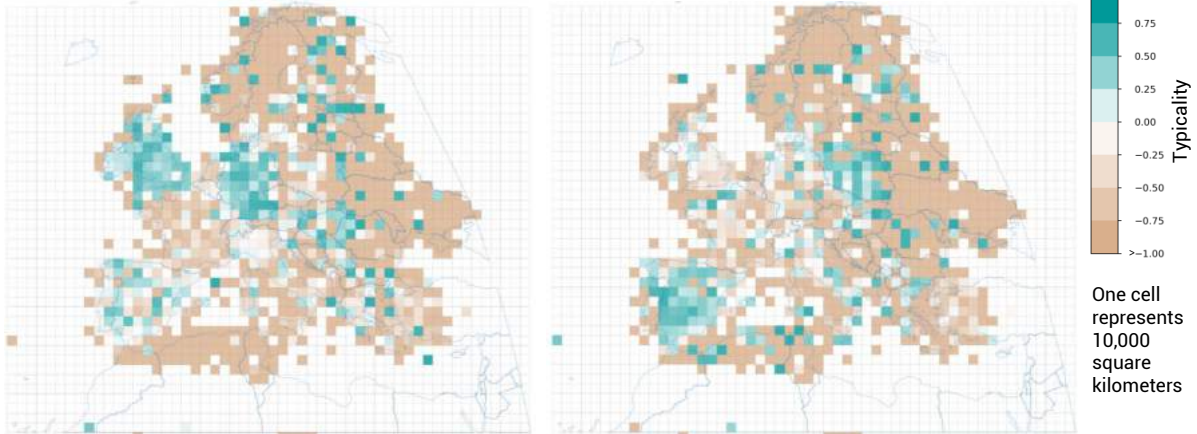 0.75
0.50
0.25
0.00
−0.25
−0.50
−0.75
>−1.00
Typicality
One cell
represents
10,000
square
kilometers